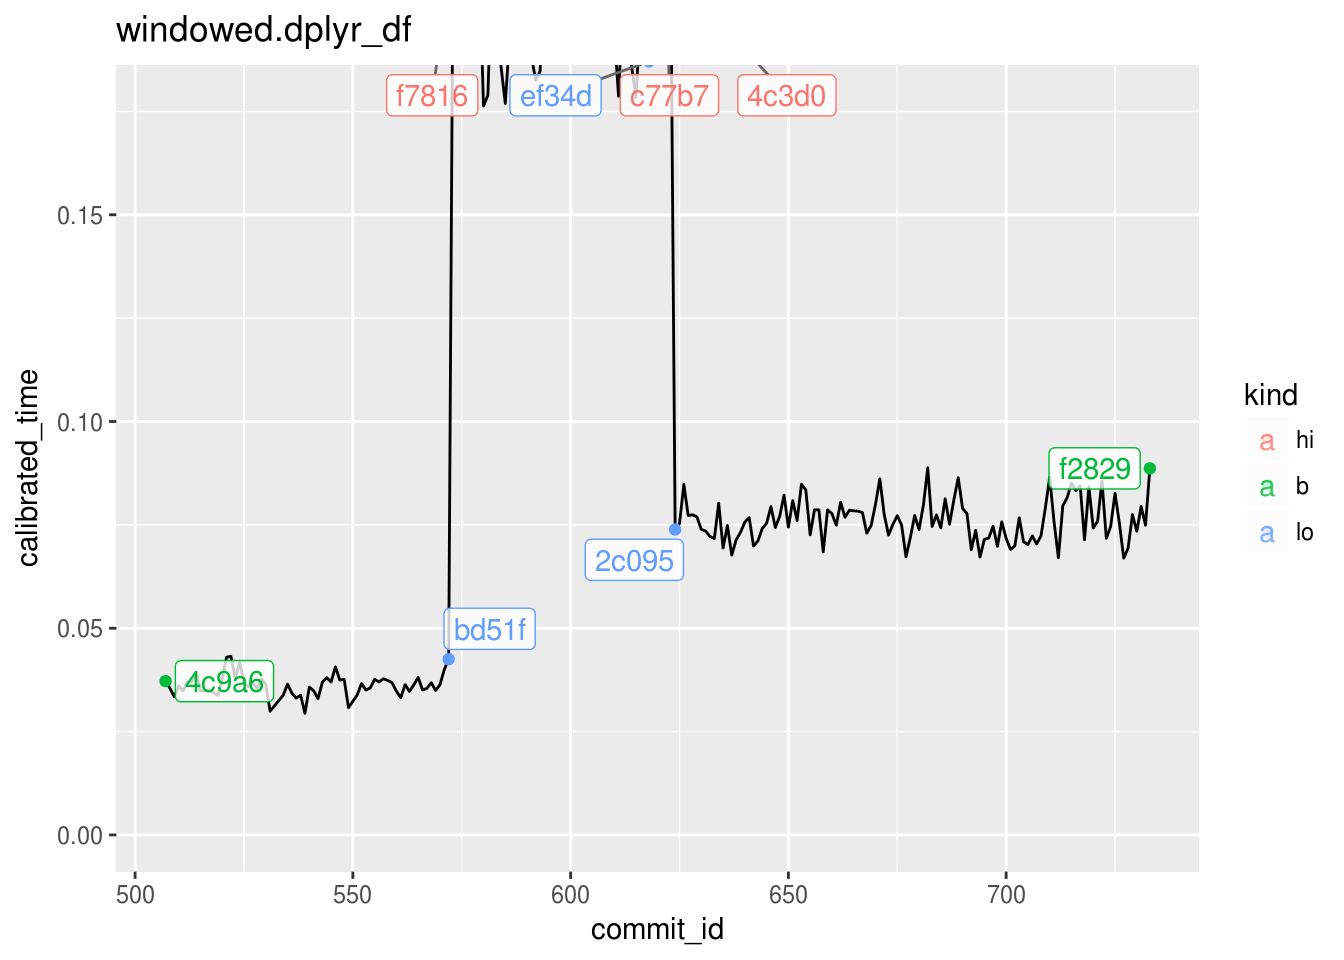 windowed.dplyr_df
f7816 ef34d c77b7 4c3d0
0.15
0.10
0.05
0.00
calibrated_time
f2829
2c095
bd51f
4c9a6
500 550 600 650 700
commit_id
kind
a hi
a b
a lo